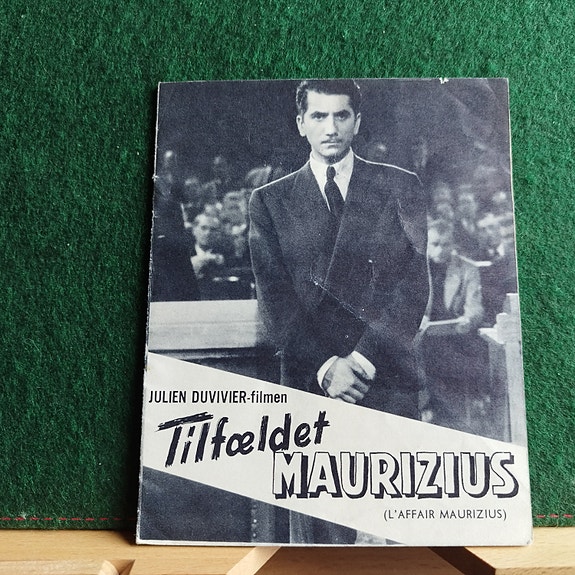 JULIEN DUVIVIER-filmen
Tilfældet
MAURIZIUS
(L'AFFAIR MAURIZIUS)